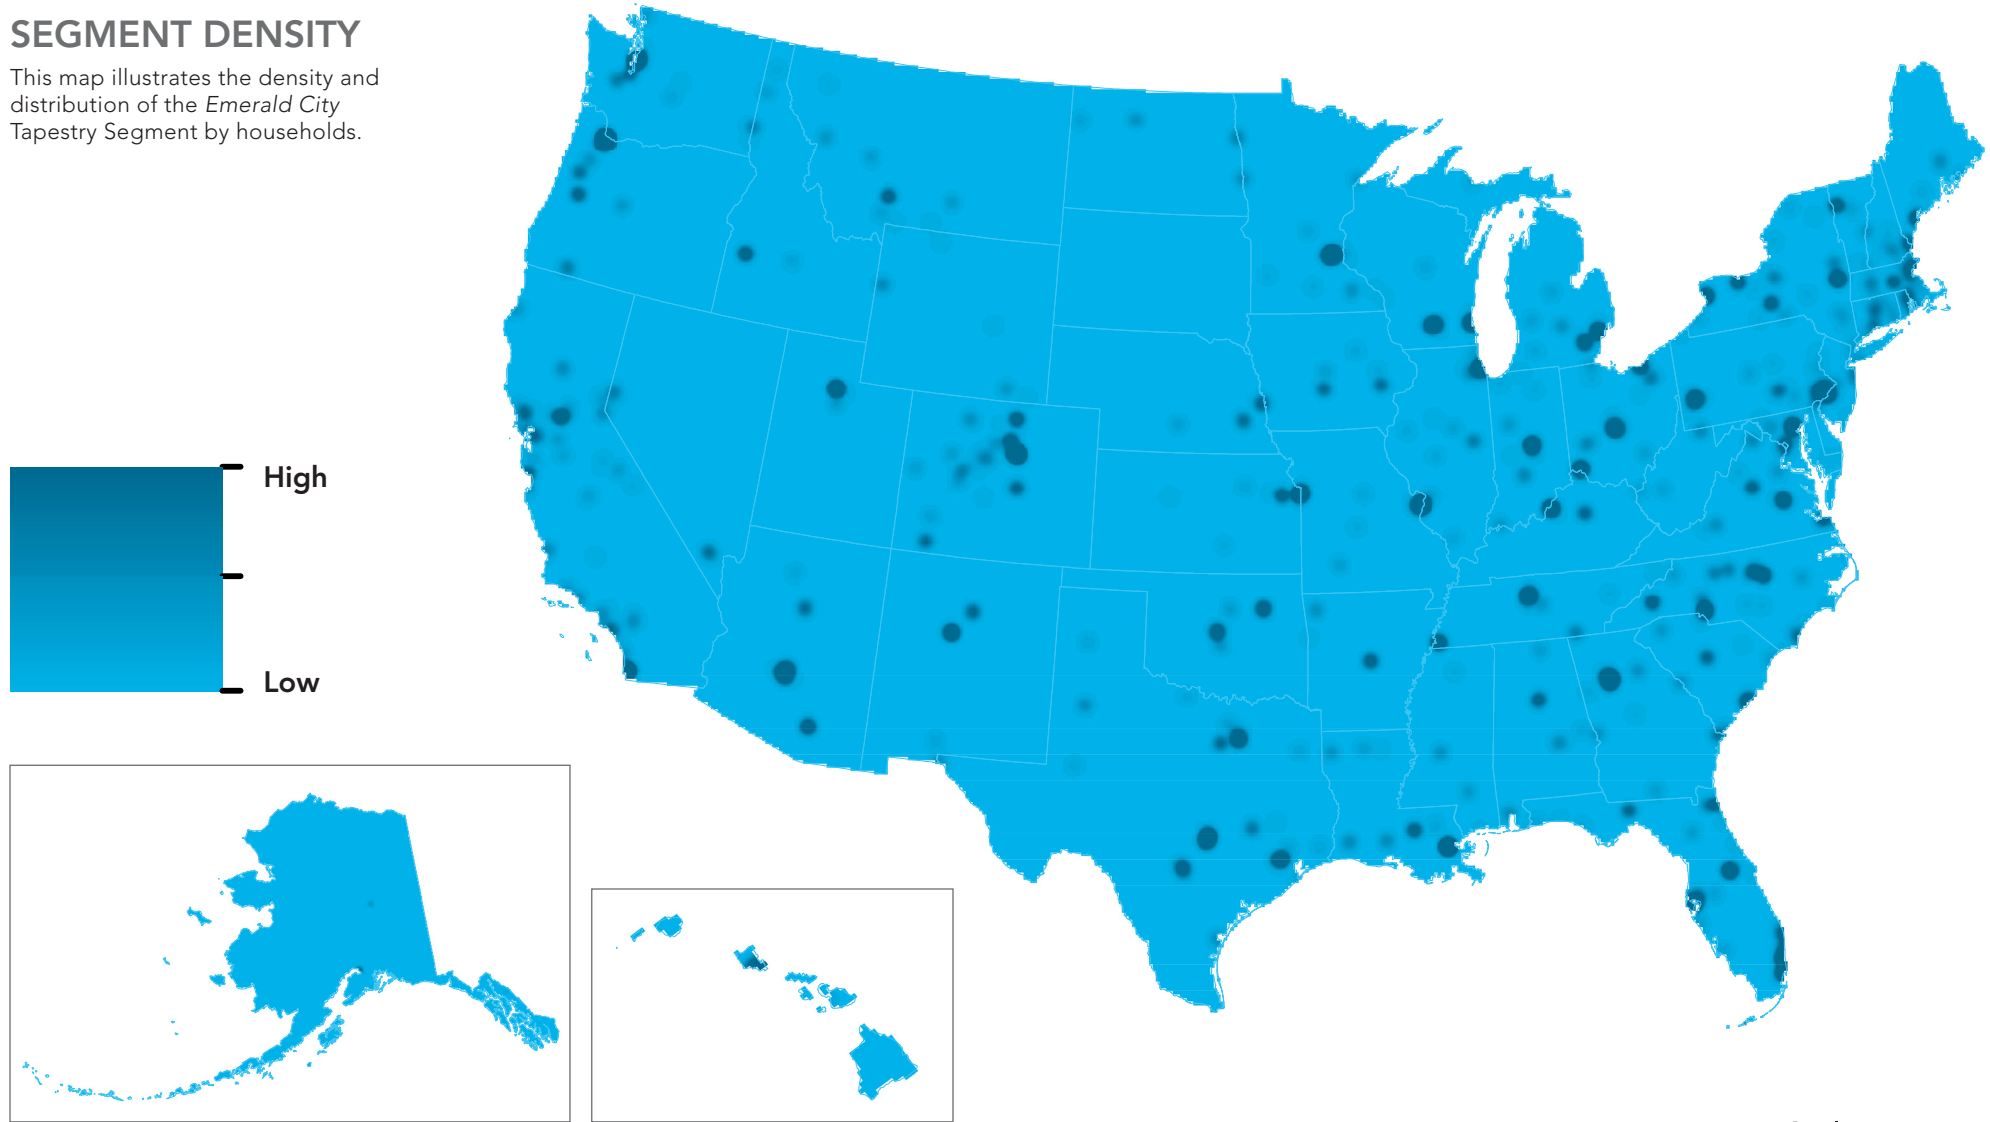 SEGMENT DENSITY
This map illustrates the density and
distribution of the Emerald City
Tapestry Segment by households.
High
Low